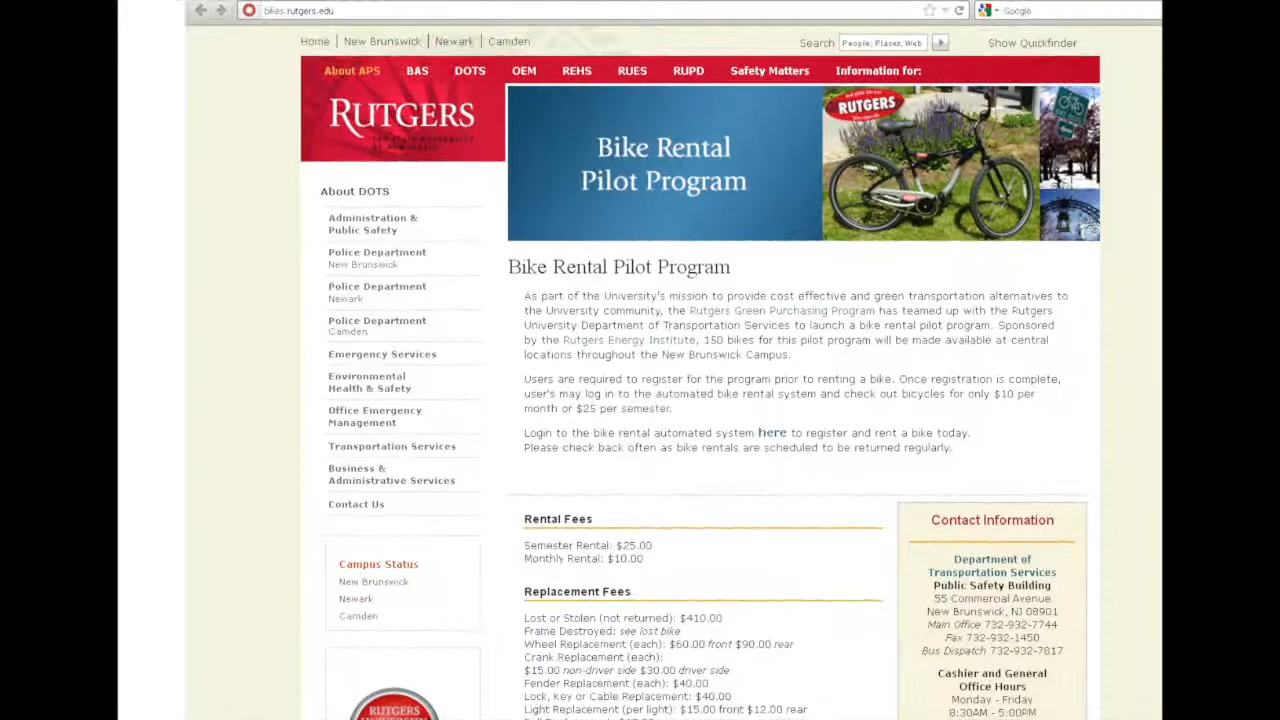 bikes.rutgers.edu
Google
Home New Brunswick Newark Camden
Search People, Places, Web Show Quickfinder
About APS BAS DOTS OEM REHS RUES RUPD Safety Matters Information for:
RUTGERS
RUTGERS
Bike Rental
Pilot Program
About DOTS
Administration &
Public Safety
Police Department
New Brunswick
Police Department
Newark
Police Department
Camden
Emergency Services
Environmental
Health & Safety
Office Emergency
Management
Transportation Services
Business &
Administrative Services
Contact Us
Campus Status
New Brunswick
Newark
Camden
RUTGERS
Bike Rental Pilot Program
As part of the University's mission to provide cost effective and green transportation alternatives to
the University community, the Rutgers Green Purchasing Program has teamed up with the Rutgers
University Department of Transportation Services to launch a bike rental pilot program. Sponsored
by the Rutgers Energy Institute, 150 bikes for this pilot program will be made available at central
locations throughout the New Brunswick Campus.
Users are required to register for the program prior to renting a bike. Once registration is complete,
user's may log in to the automated bike rental system and check out bicycles for only $10 per
month or $25 per semester.
Login to the bike rental automated system here to register and rent a bike today.
Please check back often as bike rentals are scheduled to be returned regularly.
Rental Fees
Semester Rental: $25.00
Monthly Rental: $10.00
Replacement Fees
Lost or Stolen (not returned): $410.00
Frame Destroyed: see lost bike
Wheel Replacement (each): $60.00 front $90.00 rear
Crank Replacement (each):
$15.00 non-driver side $30.00 driver side
Fender Replacement (each): $40.00
Lock, Key or Cable Replacement: $40.00
Light Replacement (per light): $15.00 front $12.00 rear
Contact Information
Department of
Transportation Services
Public Safety Building
55 Commercial Avenue
New Brunswick, NJ 08901
Main Office 732-932-7744
Fax 732-932-1450
Bus Dispatch 732-932-7817
Cashier and General
Office Hours
Monday - Friday
8:30AM - 5:00PM